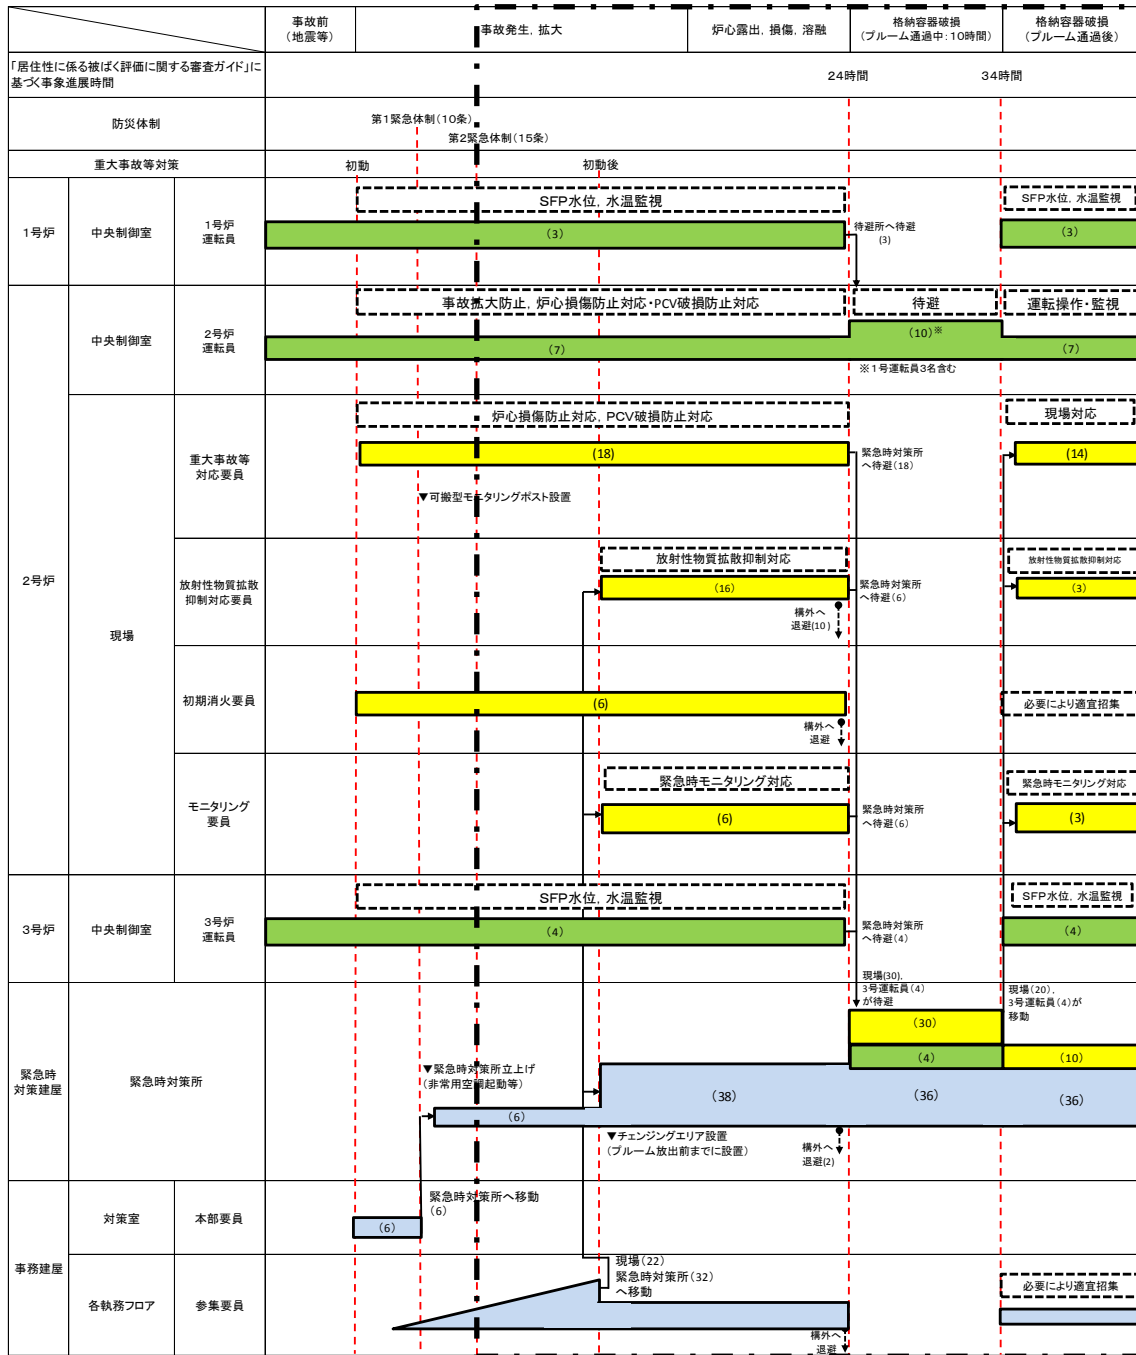 事故前
(地震等)
事故発生, 拡大
炉心露出, 損傷, 溶融
格納容器破損
(プルーム通過中:10時間)
格納容器破損
(プルーム通過後)
「居住性に係る被ばく評価に関する審査ガイド」に
基づく事象進展時間
24時間
34時間
防災体制
第1緊急体制(10条)
第2緊急体制(15条)
重大事故等対策
初動
初動後
1号炉
中央制御室
1号炉
運転員
SFP水位, 水温監視
(3)
待避所へ待避
(3)
SFP水位, 水温監視
(3)
2号炉
中央制御室
2号炉
運転員
事故拡大防止, 炉心損傷防止対応・PCV破損防止対応
(7)
待避
(10)※
※1号運転員3名含む
運転操作・監視
(7)
現場
重大事故等
対応要員
炉心損傷防止対応, PCV破損防止対応
(18)
▼可搬型モニタリングポスト設置
緊急時対策所
へ待避(18)
現場対応
(14)
放射性物質拡散
抑制対応要員
放射性物質拡散抑制対応
(16)
緊急時対策所
へ待避(6)
構外へ
退避(10)
放射性物質拡散抑制対応
(3)
初期消火要員
(6)
構外へ
退避
必要により適宜招集
モニタリング
要員
緊急時モニタリング対応
(6)
緊急時対策所
へ待避(6)
緊急時モニタリング対応
(3)
3号炉
中央制御室
3号炉
運転員
SFP水位, 水温監視
(4)
緊急時対策所
へ待避(4)
SFP水位, 水温監視
(4)
緊急時
対策建屋
緊急時対策所
現場(30),
3号運転員(4)
が待避
現場(20),
3号運転員(4)が
移動
(30)
(4)
(10)
▼緊急時対策所立上げ
(非常用空調起動等)
(6)
(38)
(36)
(36)
▼チェンジングエリア設置
(プルーム放出前までに設置)
構外へ
退避(2)
事務建屋
対策室
本部要員
(6)
緊急時対策所へ移動
(6)
各執務フロア
参集要員
現場(22)
緊急時対策所(32)
へ移動
構外へ
退避
必要により適宜招集